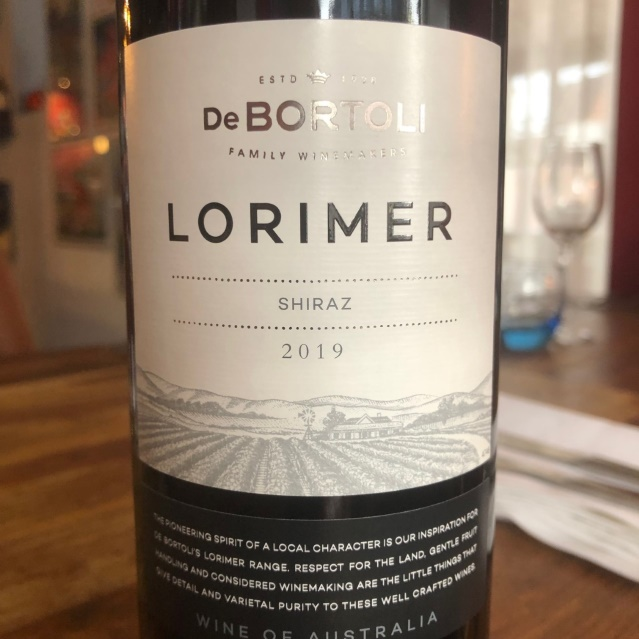 ESTD
De BORTOLI
FAMILY WINEMAKERS
LORIMER
SHIRAZ
2019
THE PIONEERING SPIRIT OF A LOCAL CHARACTER IS OUR INSPIRATION FOR
DE BORTOLI'S LORIMER RANGE. RESPECT FOR THE LAND, GENTLE FRUIT
HANDLING AND CONSIDERED WINEMAKING ARE THE LITTLE THINGS THAT
GIVE DETAIL AND VARIETAL PURITY TO THESE WELL CRAFTED WINES.
WINE OF AUSTRALIA